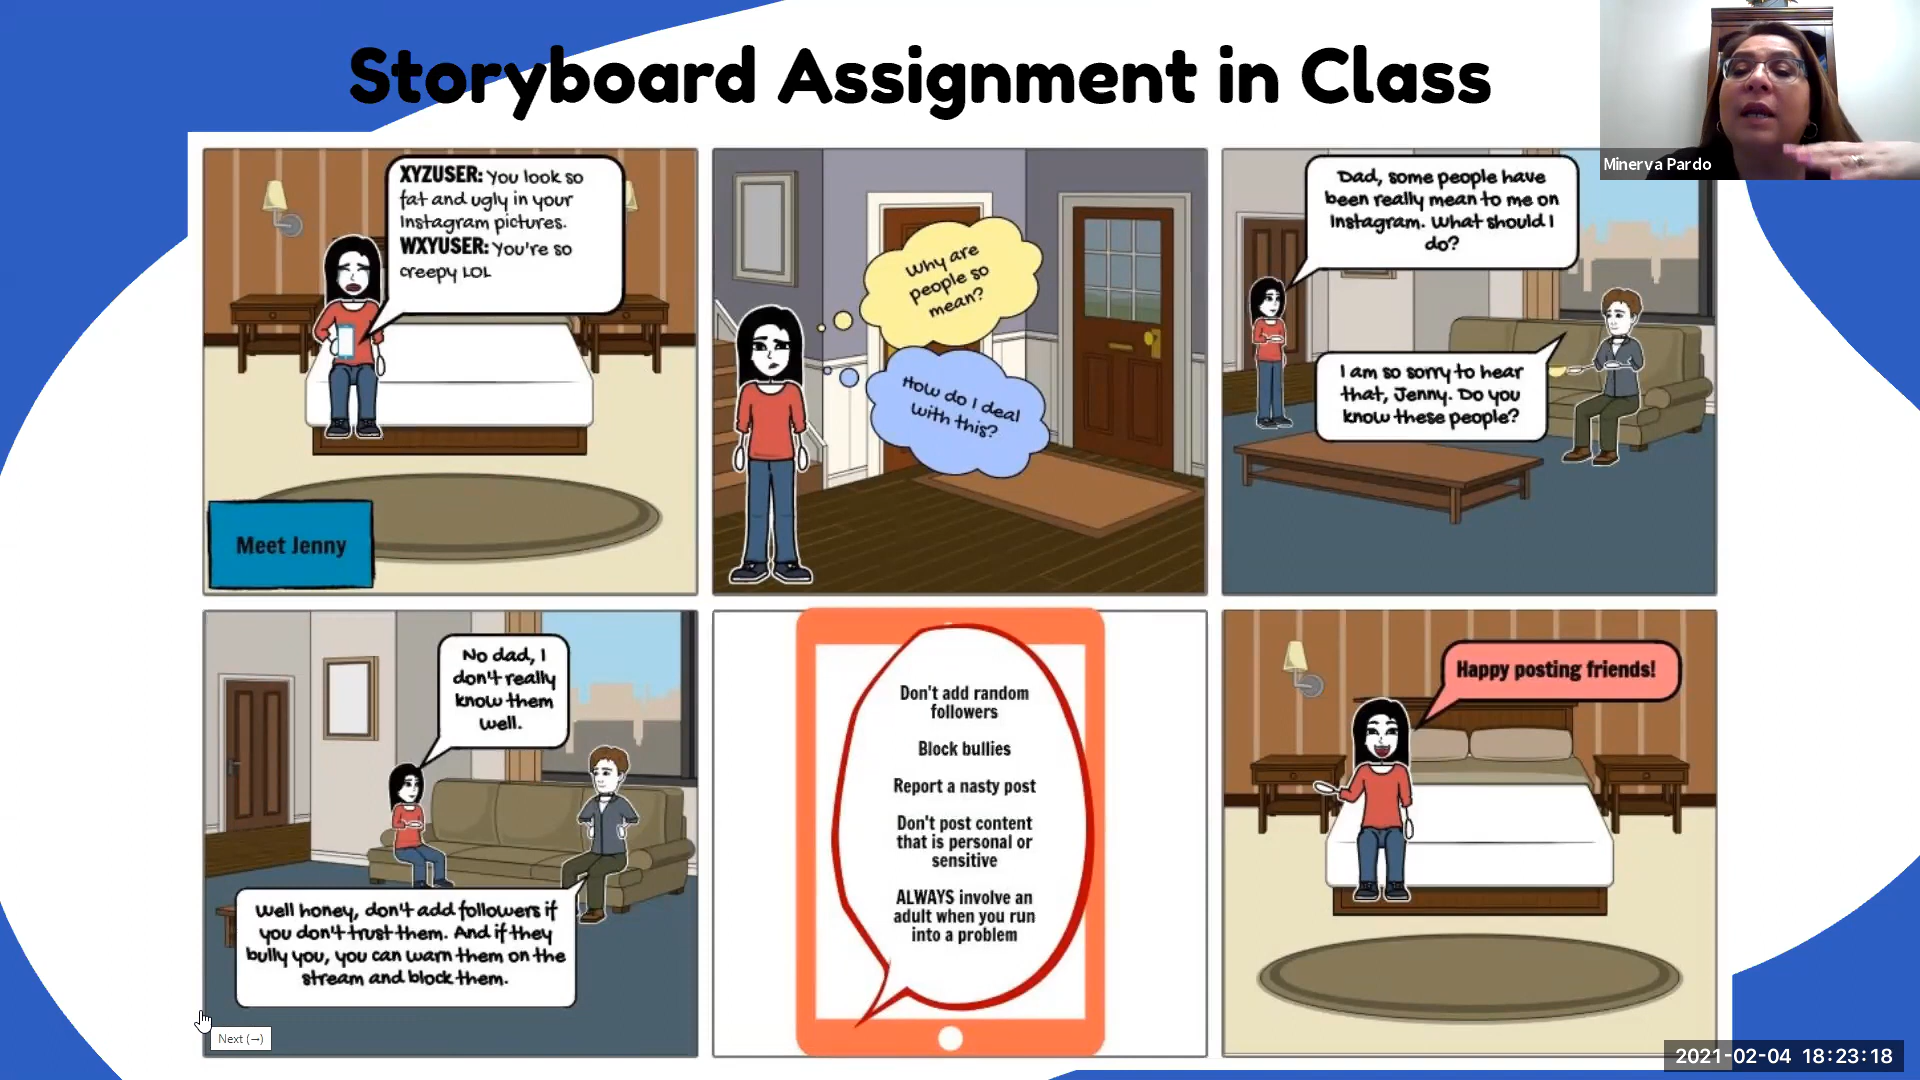 Storyboard Assignment in Class
Minerva Pardo
XYZUSER: You look so
fat and ugly in your
Instagram pictures.
WXYUSER: You're so
creepy LOL
Meet Jenny
Why are
people so
mean?
How do I deal
with this?
Dad, some people have
been really mean to me on
Instagram. What should I
do?
I am so sorry to hear
that, Jenny. Do you
know these people?
No dad, I
don't really
know them
well.
Well honey, don't add followers if
you don't trust them. And if they
bully you, you can warn them on the
stream and block them.
Don't add random
followers
Block bullies
Report a nasty post
Don't post content
that is personal or
sensitive
ALWAYS involve an
adult when you run
into a problem
Happy posting friends!
Next (→)
2021-02-04 18:23:18